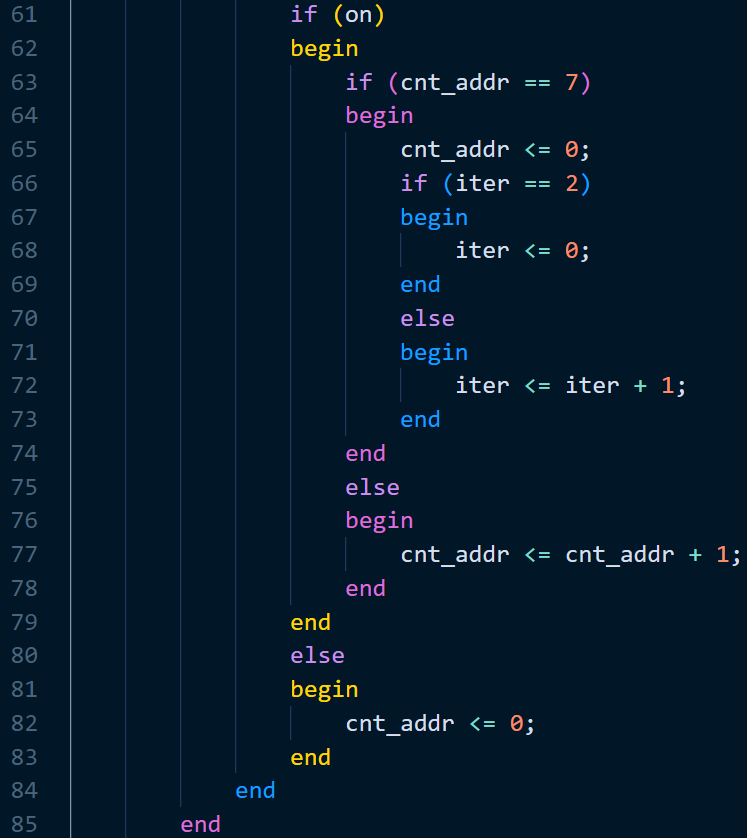 61 if (on)
62 begin
63 if (cnt_addr == 7)
64 begin
65 cnt_addr <= 0;
66 if (iter == 2)
67 begin
68 iter <= 0;
69 end
70 else
71 begin
72 iter <= iter + 1;
73 end
74 end
75 else
76 begin
77 cnt_addr <= cnt_addr + 1;
78 end
79 end
80 else
81 begin
82 cnt_addr <= 0;
83 end
84 end
85 end